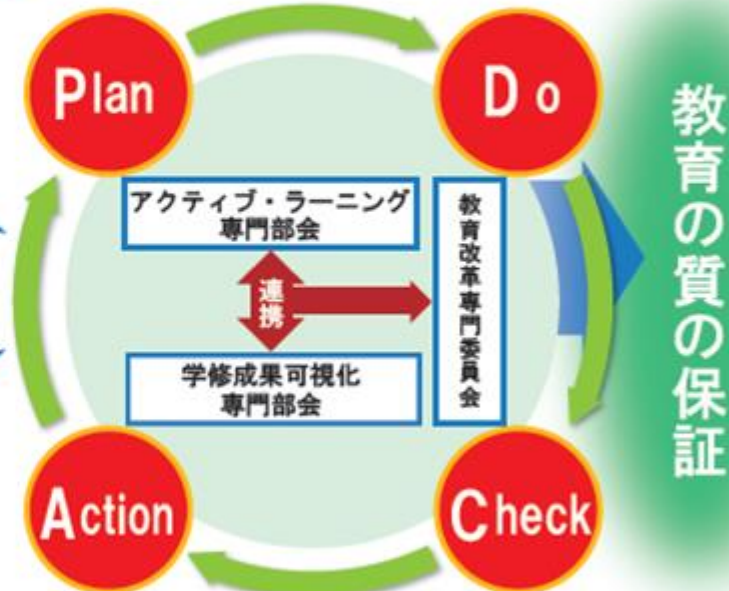 Plan
Do
アクティブ・ラーニング
専門部会
連携
学修成果可視化
専門部会
教育改革専門委員会
Action
Check
教育の質の保証